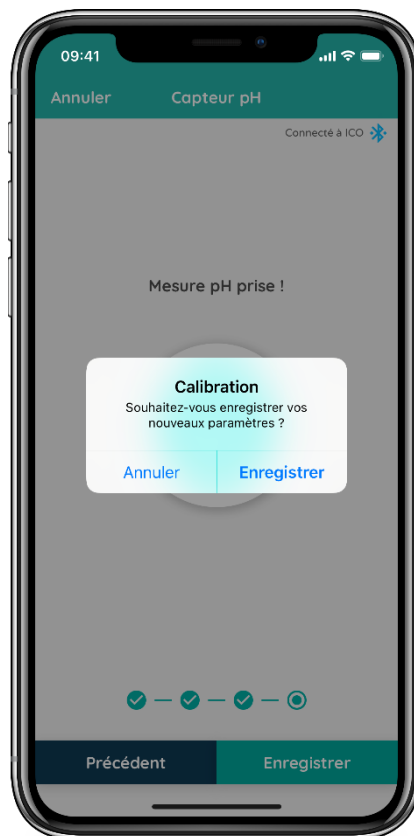 09:41
Annuler Capteur pH
Connecté à ICO
Mesure pH prise !
Calibration
Souhaitez-vous enregistrer vos
nouveaux paramètres ?
Annuler Enregistrer
Précédent Enregistrer